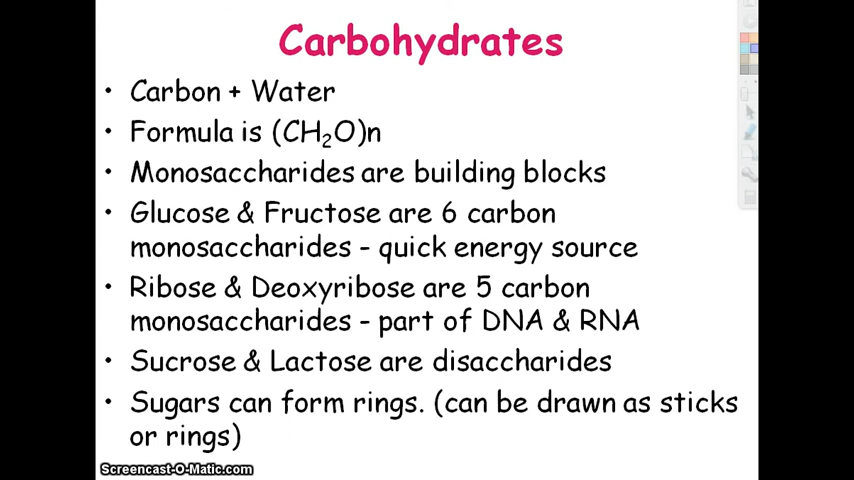 Carbohydrates
• Carbon + Water
• Formula is (CH₂O)n
• Monosaccharides are building blocks
• Glucose & Fructose are 6 carbon
monosaccharides - quick energy source
• Ribose & Deoxyribose are 5 carbon
monosaccharides - part of DNA & RNA
• Sucrose & Lactose are disaccharides
• Sugars can form rings. (can be drawn as sticks
or rings)
Screencast-O-Matic.com